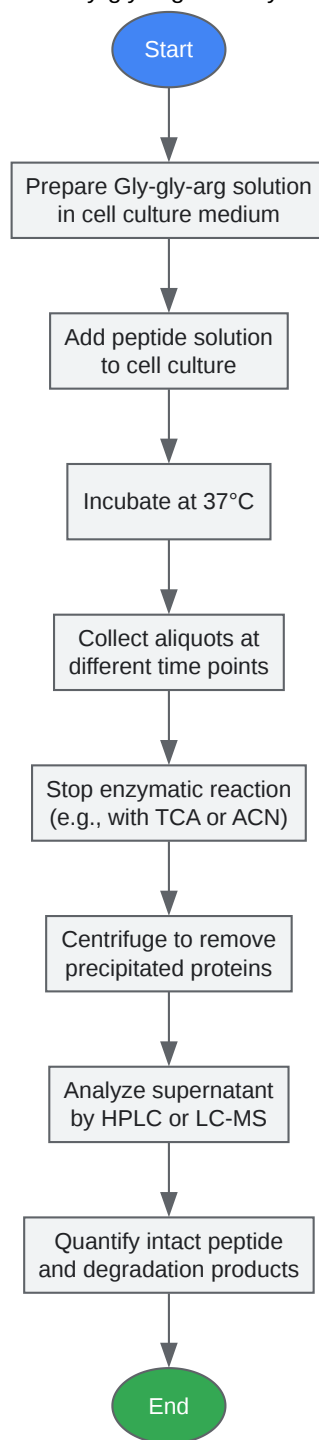 Start
Prepare Gly-gly-arg solution
in cell culture medium
Add peptide solution
to cell culture
Incubate at 37°C
Collect aliquots at
different time points
Stop enzymatic reaction
(e.g., with TCA or ACN)
Centrifuge to remove
precipitated proteins
Analyze supernatant
by HPLC or LC-MS
Quantify intact peptide
and degradation products
End